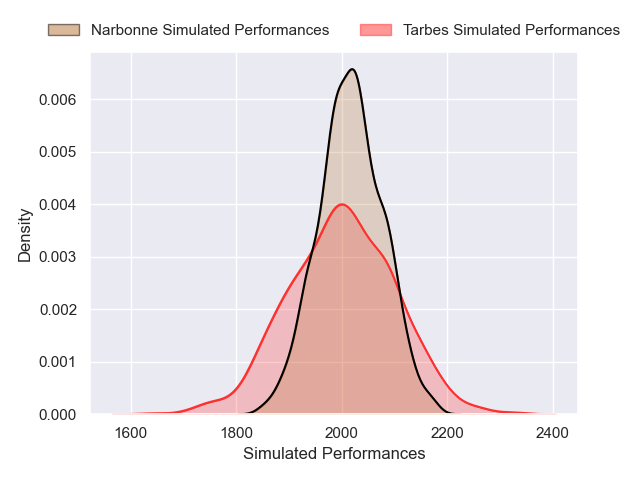 Narbonne Simulated Performances Tarbes Simulated Performances
0.006
0.005
0.004
0.003
0.002
0.001
0.000
Density
1600 1800 2000 2200 2400
Simulated Performances